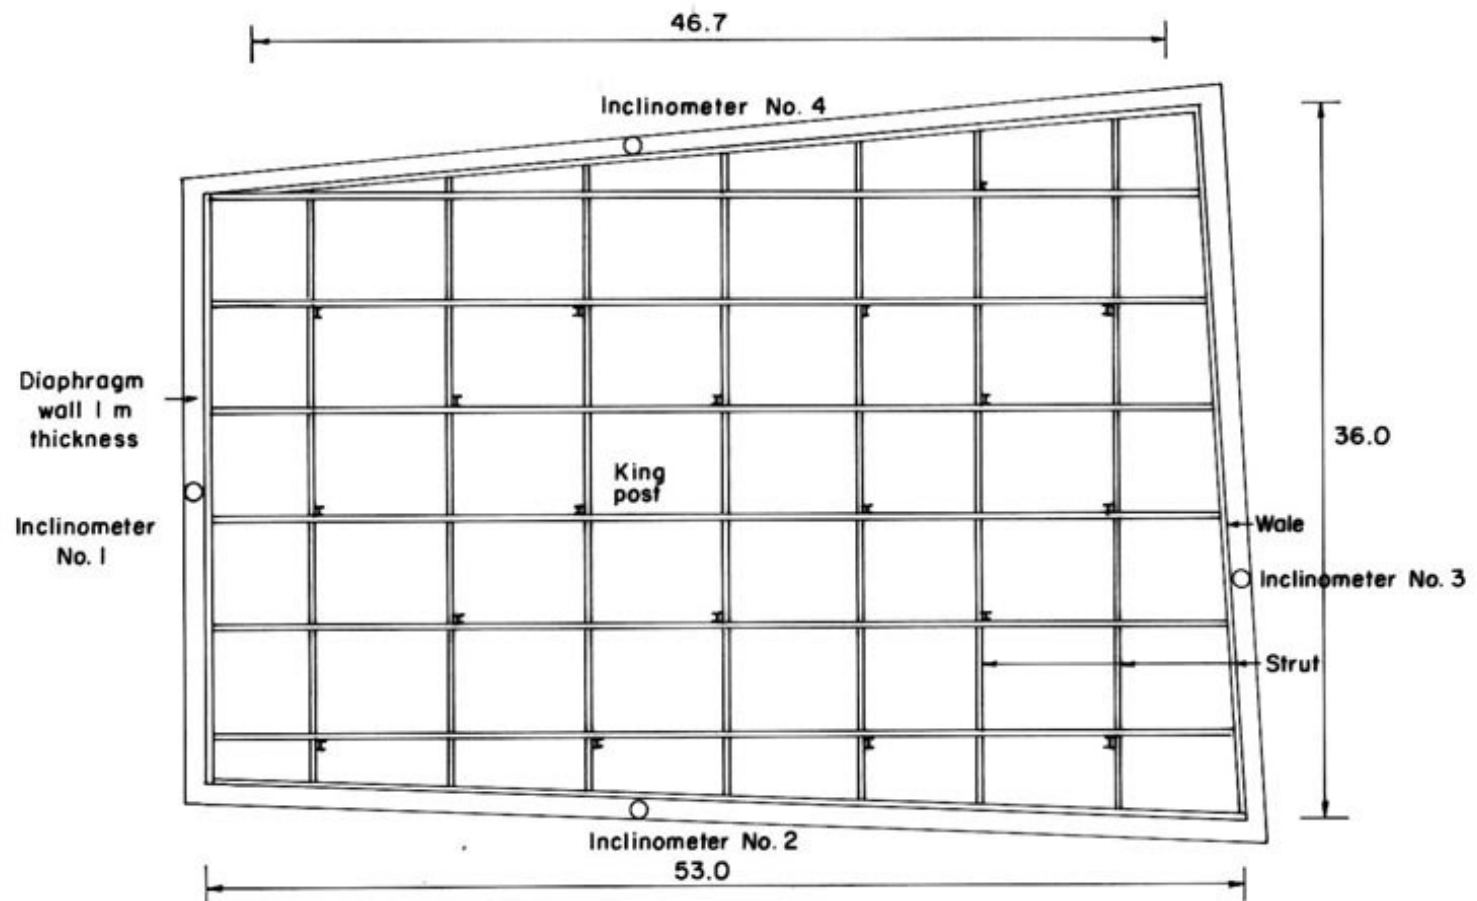 46.7
Inclinometer No. 4
Diaphragm
wall 1 m
thickness
36.0
King
post
Inclinometer
No. 1
Wale
Inclinometer No. 3
Strut
Inclinometer No. 2
53.0